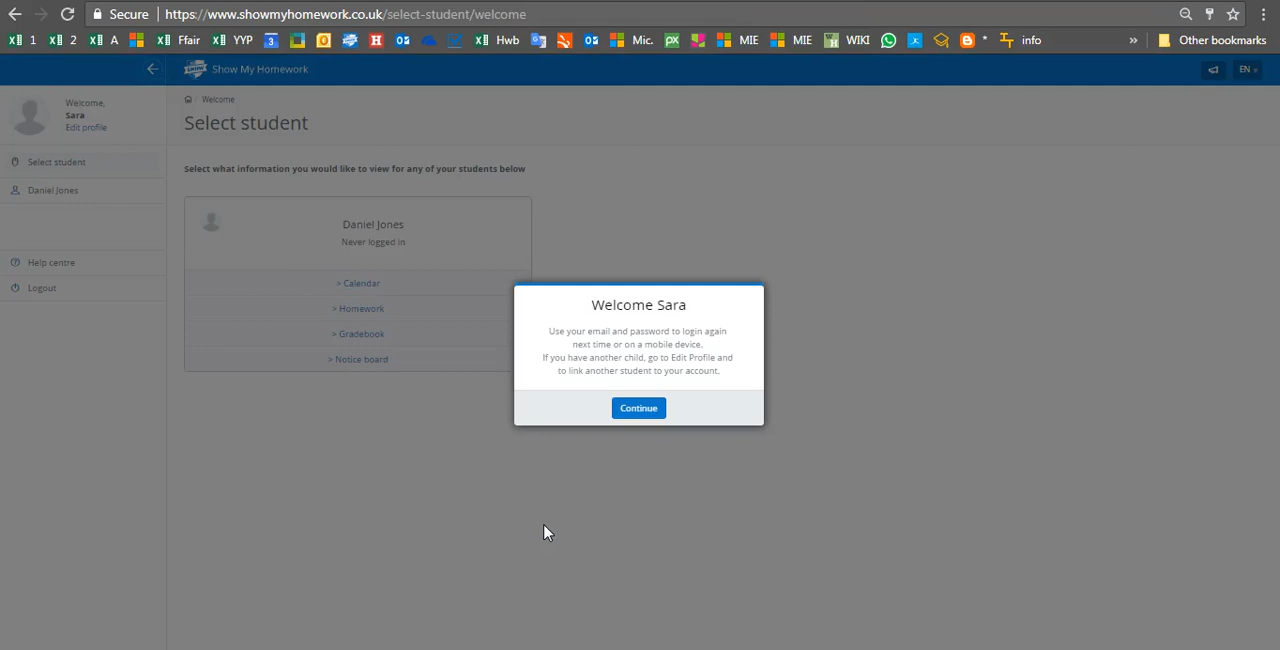 Secure https://www.showmyhomework.co.uk/select-student/welcome
1 2 A Ffair YYP Hwb Mic. MIE MIE WIKI * info » Other bookmarks
Show My Homework EN
Welcome,
Sara
Edit profile
Welcome
Select student
Select student
Daniel Jones
Help centre
Logout
Select what information you would like to view for any of your students below
Daniel Jones
Never logged in
> Calendar
> Homework
> Gradebook
> Notice board
Welcome Sara
Use your email and password to login again
next time or on a mobile device.
If you have another child, go to Edit Profile and
to link another student to your account.
Continue